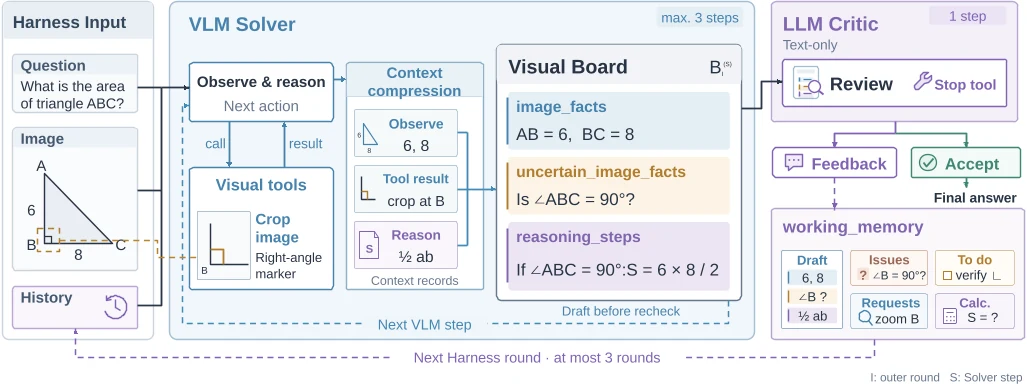 Harness Input
Question
What is the area
of triangle ABC?
Image
A
6
B
C
8
History
VLM Solver
max. 3 steps
Observe & reason
Next action
call
result
Visual tools
B
Crop
image
Right-angle
marker
Context
compression
6
8
Observe
6, 8
Tool result
crop at B
S
Reason
½ ab
Context records
Visual Board
image_facts
AB = 6, BC = 8
uncertain_image_facts
Is ∠ABC = 90°?
reasoning_steps
If ∠ABC = 90°:S = 6 × 8 / 2
Draft before recheck
Next VLM step
LLM Critic
1 step
Text-only
Review
Stop tool
Feedback
Accept
Final answer
working_memory
Draft
6, 8
∠B ?
½ ab
Issues
? ∠B = 90°?
To do
verify ∟
Requests
zoom B
Calc.
S = ?
Next Harness round · at most 3 rounds
I: outer round S: Solver step